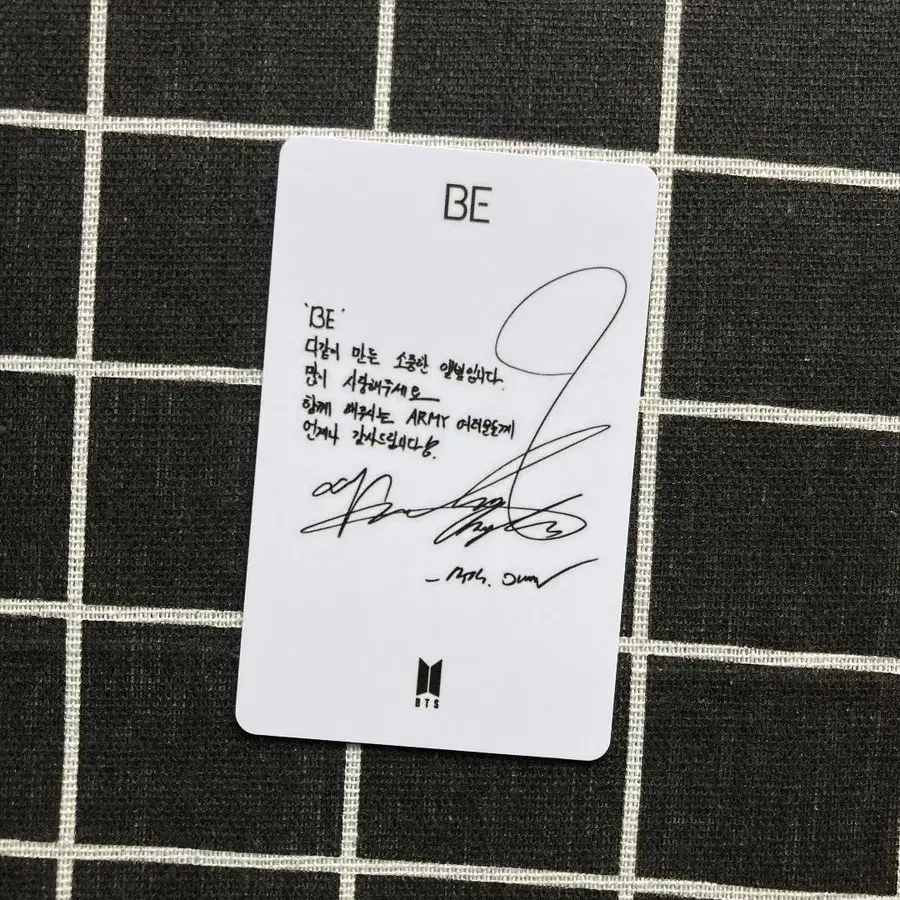 BE
'BE'
다같이 만든 소중한 앨범입니다.
많이 사랑해주세요
함께 해주시는 ARMY 여러분들께
언제나 감사드립니다.
BTS